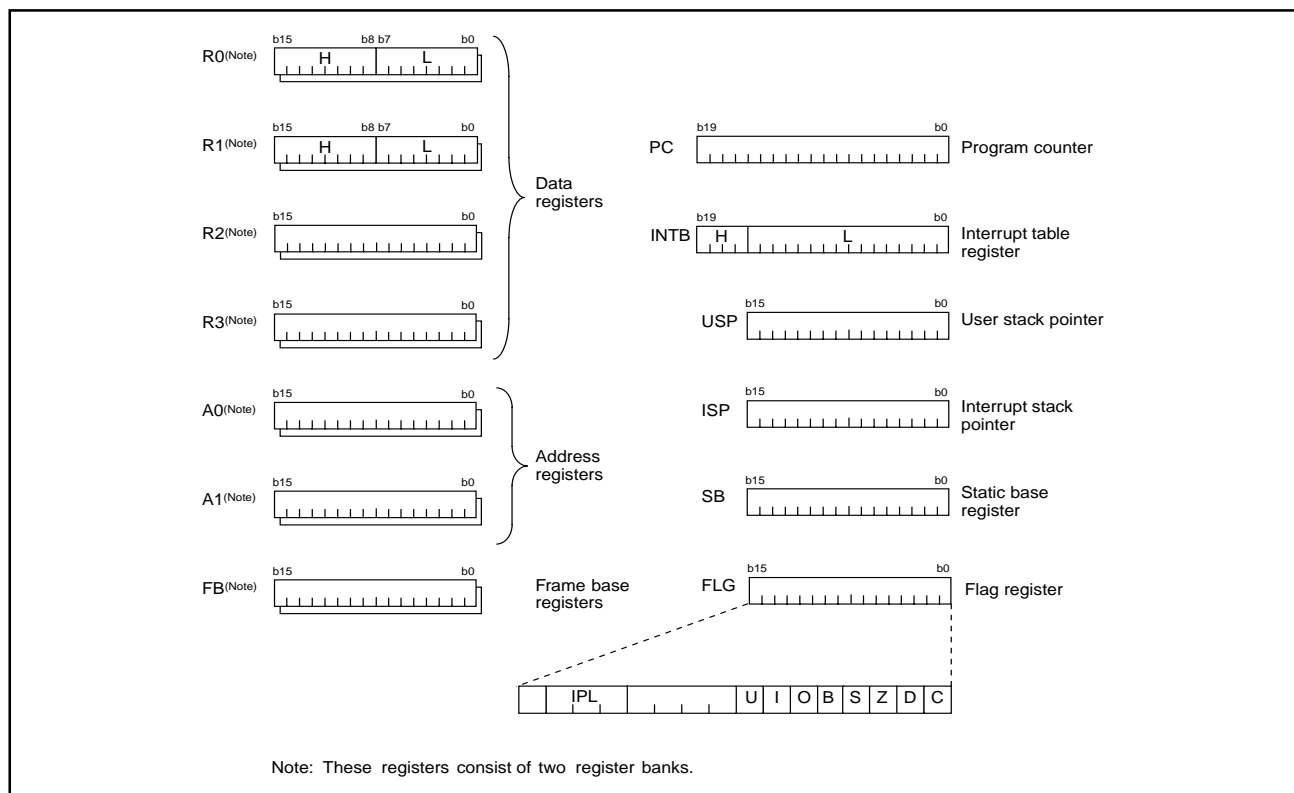 b15 b8 b7 b0
R0(Note) H L
b15 b8 b7 b0
R1(Note) H L
b15 b0
R2(Note)
b15 b0
R3(Note)
Data
registers
b15 b0
A0(Note)
b15 b0
A1(Note)
Address
registers
b15 b0
FB(Note)
Frame base
registers
b19 b0
PC Program counter
b19 b0
INTB H L Interrupt table
register
b15 b0
USP User stack pointer
b15 b0
ISP Interrupt stack
pointer
b15 b0
SB Static base
register
b15 b0
FLG Flag register
IPL U I O B S Z D C
Note: These registers consist of two register banks.